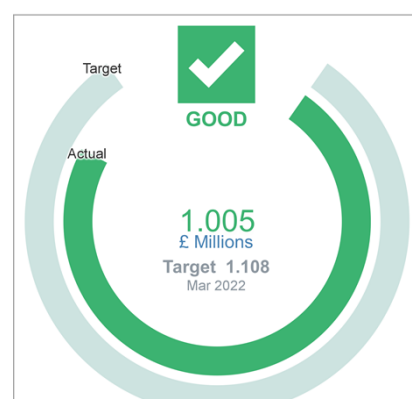 Target
GOOD
Actual
1.005
£ Millions
Target 1.108
Mar 2022